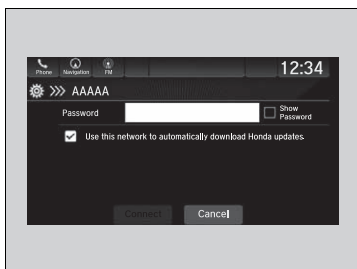 Phone Navigation FM 12:34
>>> AAAAA
Password Show Password
Use this network to automatically download Honda updates.
Connect Cancel